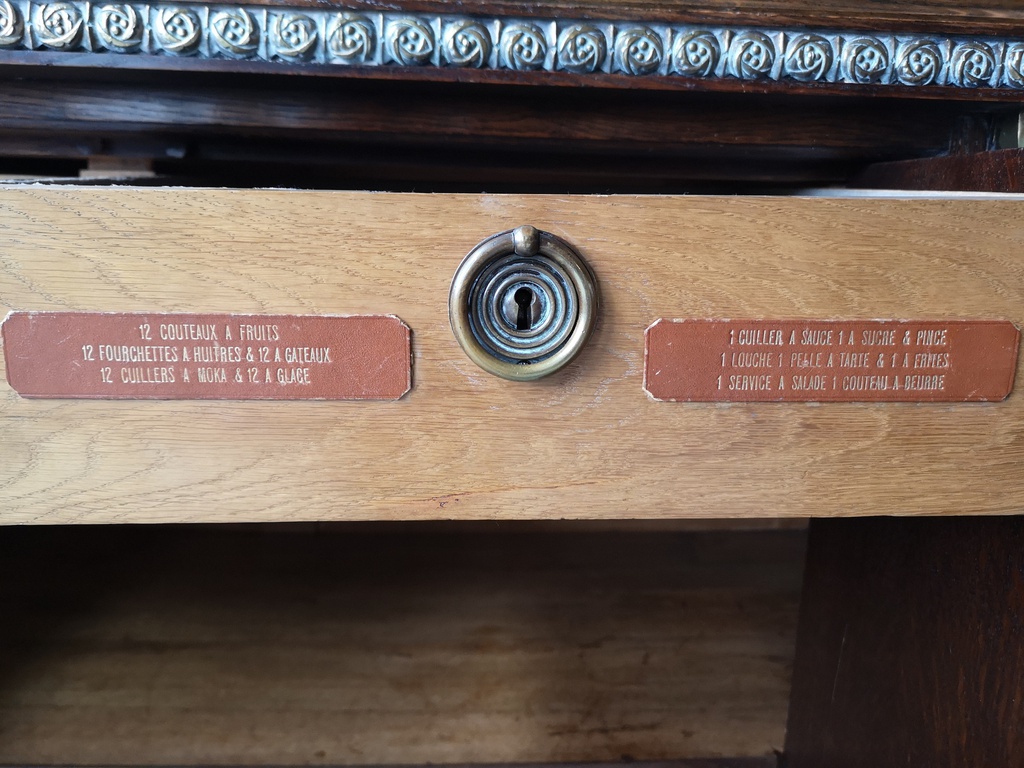 12 COUTEAUX A FRUITS
12 FOURCHETTES A HUITRES & 12 A GATEAUX
12 CUILLERS A MOKA & 12 A GLACE
1 CUILLER A SAUCE 1 A SUCRE & PINCE
1 LOUCHE 1 PELLE A TARTE & 1 A FRITES
1 SERVICE A SALADE 1 COUTEAU A BEURRE